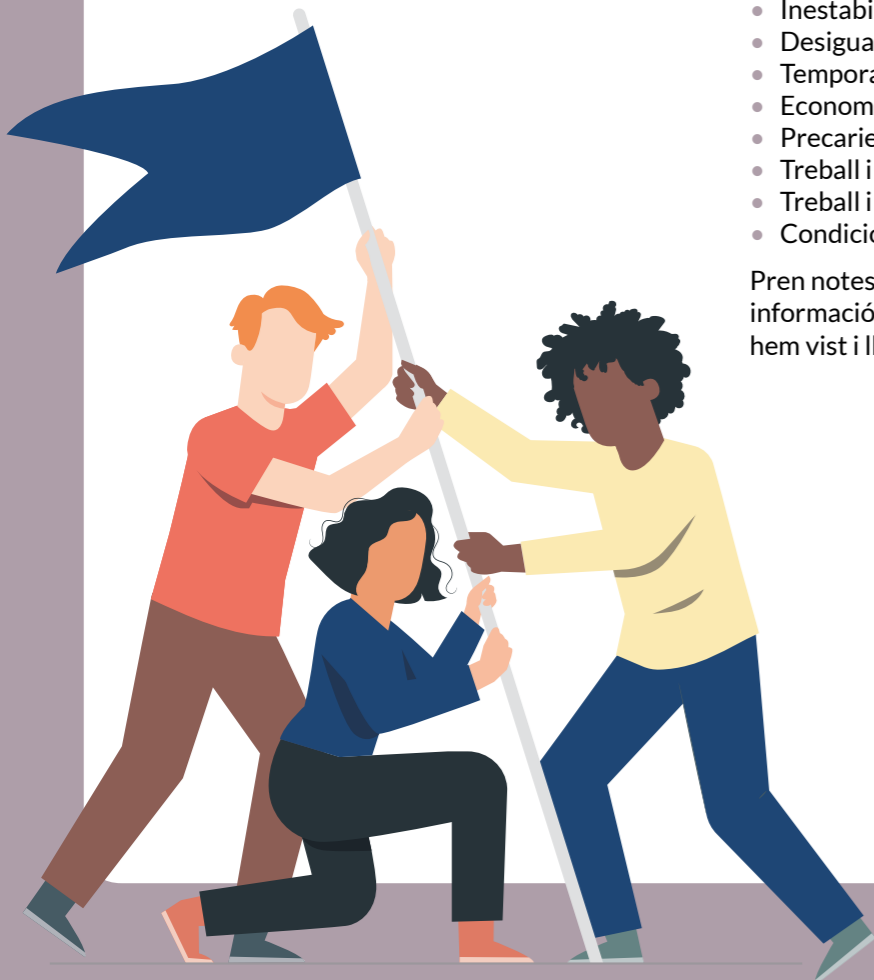 Inestabi
Desigua
Tempora
Econom
Precarie
Treball i
Treball i
Condicio
Pren notes
informació
hem vist i ll